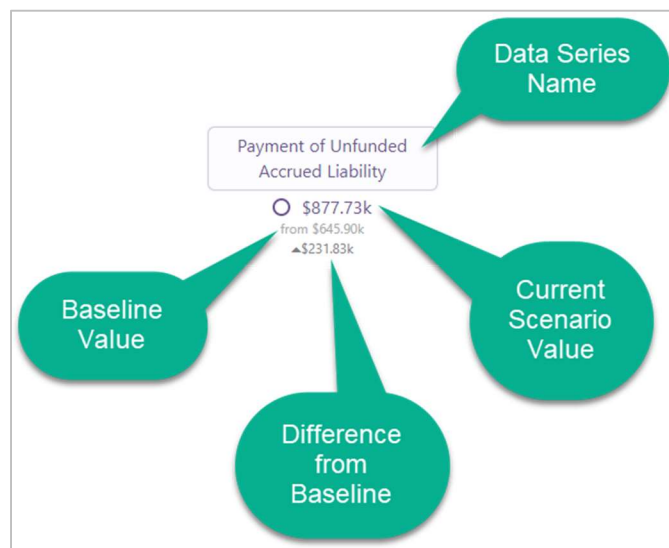 Data Series
Name
Payment of Unfunded
Accrued Liability
$877.73k
from $645.90k
▲$231.83k
Baseline
Value
Current
Scenario
Value
Difference
from
Baseline